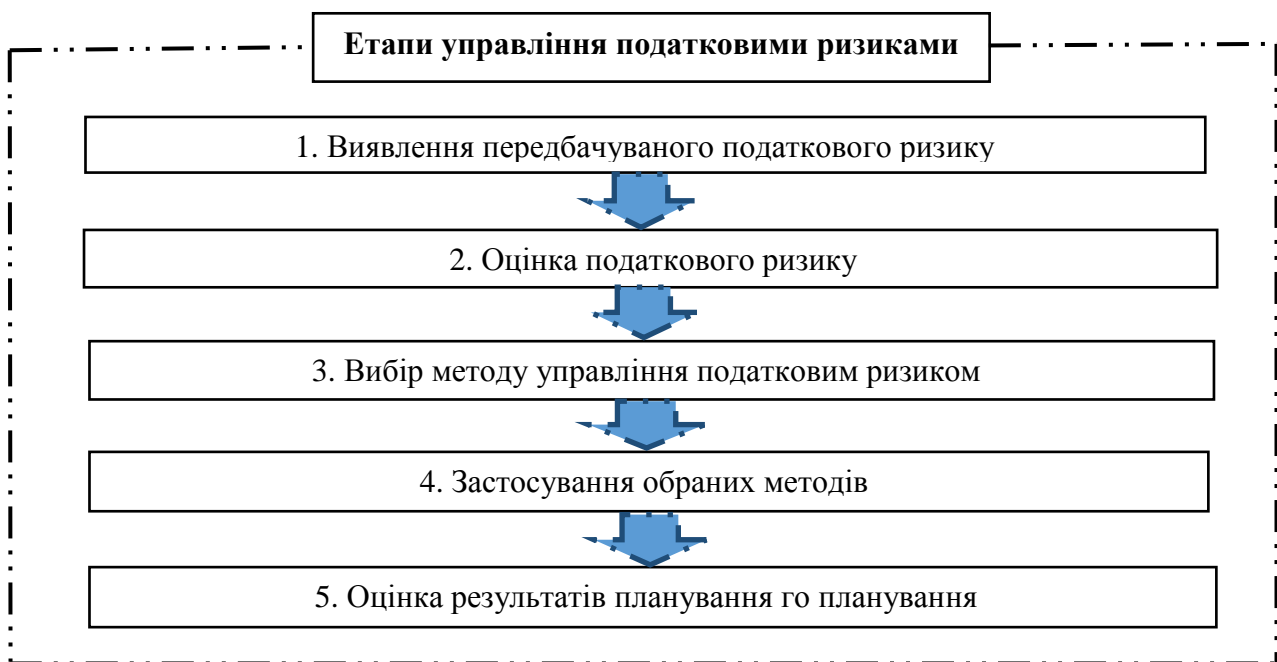 Етапи управління податковими ризиками
1. Виявлення передбачуваного податкового ризику
2. Оцінка податкового ризику
3. Вибір методу управління податковим ризиком
4. Застосування обраних методів
5. Оцінка результатів планування го планування